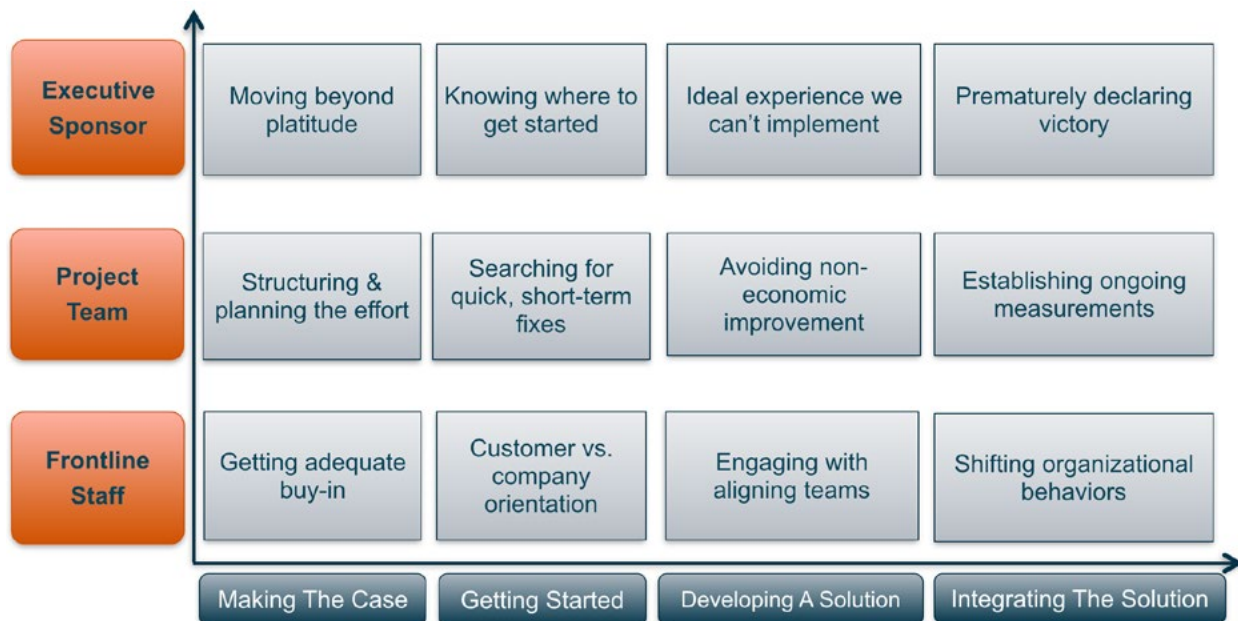 Executive
Sponsor
Moving beyond
platitude
Knowing where to
get started
Ideal experience we
can't implement
Prematurely declaring
victory
Project
Team
Structuring &
planning the effort
Searching for
quick, short-term
fixes
Avoiding non-
economic
improvement
Establishing ongoing
measurements
Frontline
Staff
Getting adequate
buy-in
Customer vs.
company
orientation
Engaging with
aligning teams
Shifting organizational
behaviors
Making The Case
Getting Started
Developing A Solution
Integrating The Solution